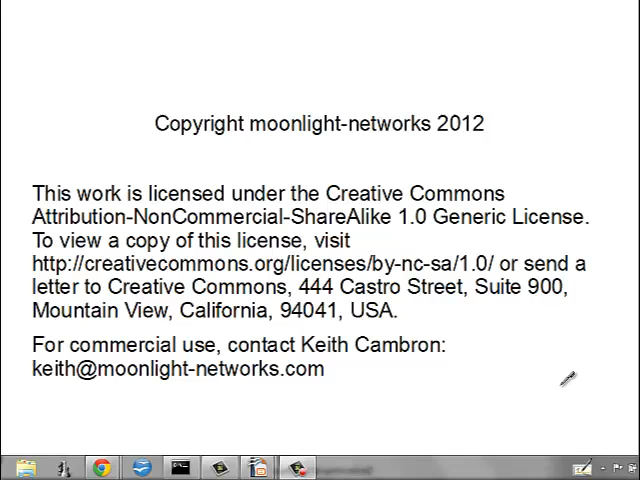 Copyright moonlight-networks 2012
This work is licensed under the Creative Commons
Attribution-NonCommercial-ShareAlike 1.0 Generic License.
To view a copy of this license, visit
http://creativecommons.org/licenses/by-nc-sa/1.0/ or send a
letter to Creative Commons, 444 Castro Street, Suite 900,
Mountain View, California, 94041, USA.
For commercial use, contact Keith Cambron:
keith@moonlight-networks.com